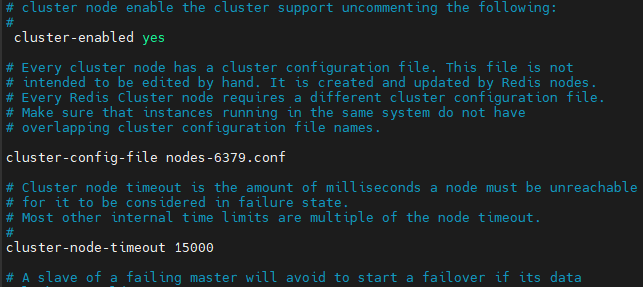 # cluster node enable the cluster support uncommenting the following:
#
cluster-enabled yes
# Every cluster node has a cluster configuration file. This file is not
# intended to be edited by hand. It is created and updated by Redis nodes.
# Every Redis Cluster node requires a different cluster configuration file.
# Make sure that instances running in the same system do not have
# overlapping cluster configuration file names.
cluster-config-file nodes-6379.conf
# Cluster node timeout is the amount of milliseconds a node must be unreachable
# for it to be considered in failure state.
# Most other internal time limits are multiple of the node timeout.
#
cluster-node-timeout 15000
# A slave of a failing master will avoid to start a failover if its data